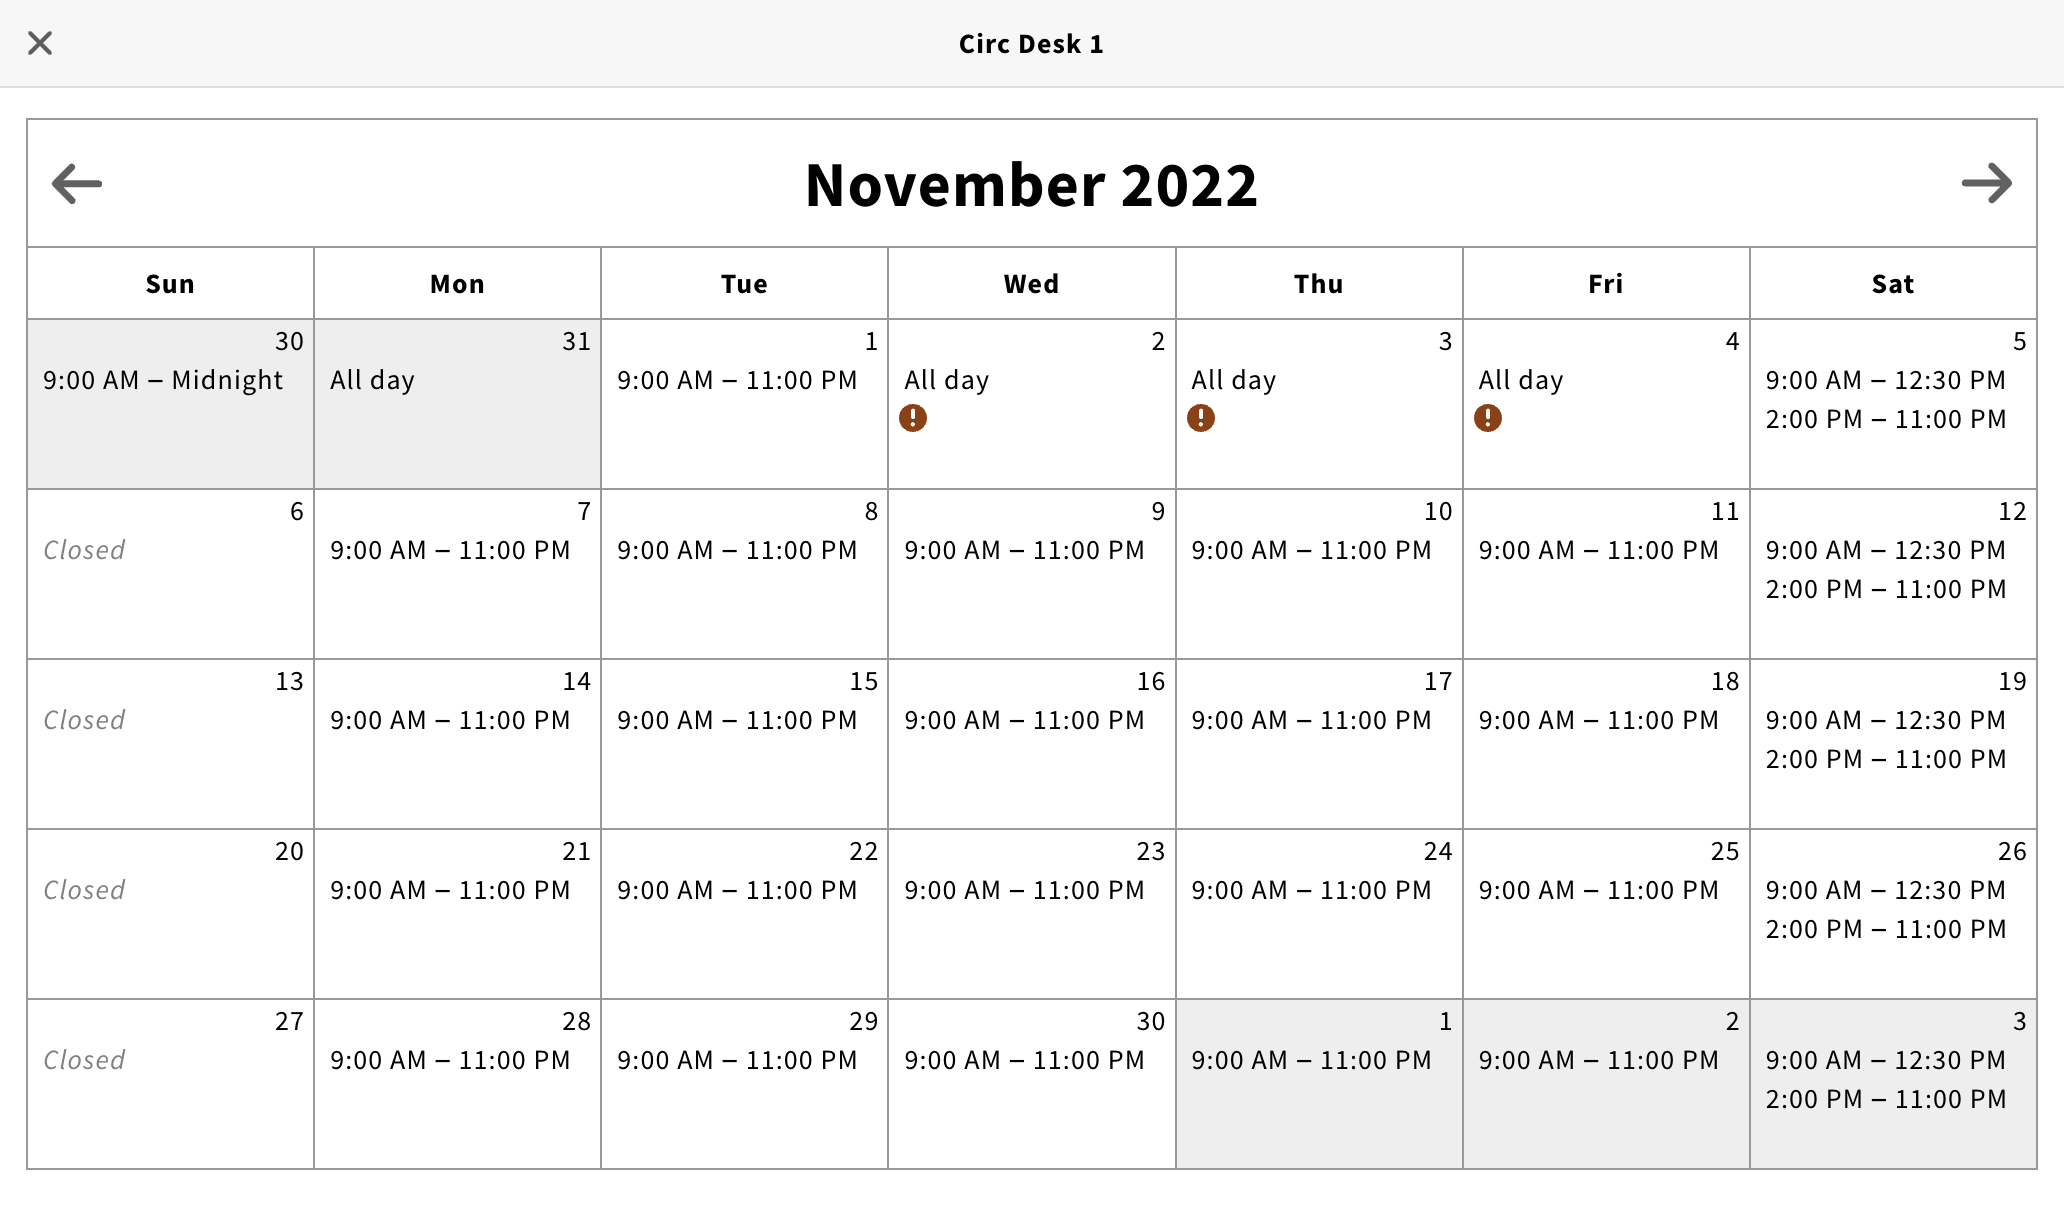 Circ Desk 1
November 2022
Sun Mon Tue Wed Thu Fri Sat
30 31 1 2 3 4 5
9:00 AM – Midnight All day 9:00 AM – 11:00 PM All day All day All day 9:00 AM – 12:30 PM
2:00 PM – 11:00 PM
6 7 8 9 10 11 12
Closed 9:00 AM – 11:00 PM 9:00 AM – 11:00 PM 9:00 AM – 11:00 PM 9:00 AM – 11:00 PM 9:00 AM – 11:00 PM 9:00 AM – 12:30 PM
2:00 PM – 11:00 PM
13 14 15 16 17 18 19
Closed 9:00 AM – 11:00 PM 9:00 AM – 11:00 PM 9:00 AM – 11:00 PM 9:00 AM – 11:00 PM 9:00 AM – 11:00 PM 9:00 AM – 12:30 PM
2:00 PM – 11:00 PM
20 21 22 23 24 25 26
Closed 9:00 AM – 11:00 PM 9:00 AM – 11:00 PM 9:00 AM – 11:00 PM 9:00 AM – 11:00 PM 9:00 AM – 11:00 PM 9:00 AM – 12:30 PM
2:00 PM – 11:00 PM
27 28 29 30 1 2 3
Closed 9:00 AM – 11:00 PM 9:00 AM – 11:00 PM 9:00 AM – 11:00 PM 9:00 AM – 11:00 PM 9:00 AM – 11:00 PM 9:00 AM – 12:30 PM
2:00 PM – 11:00 PM